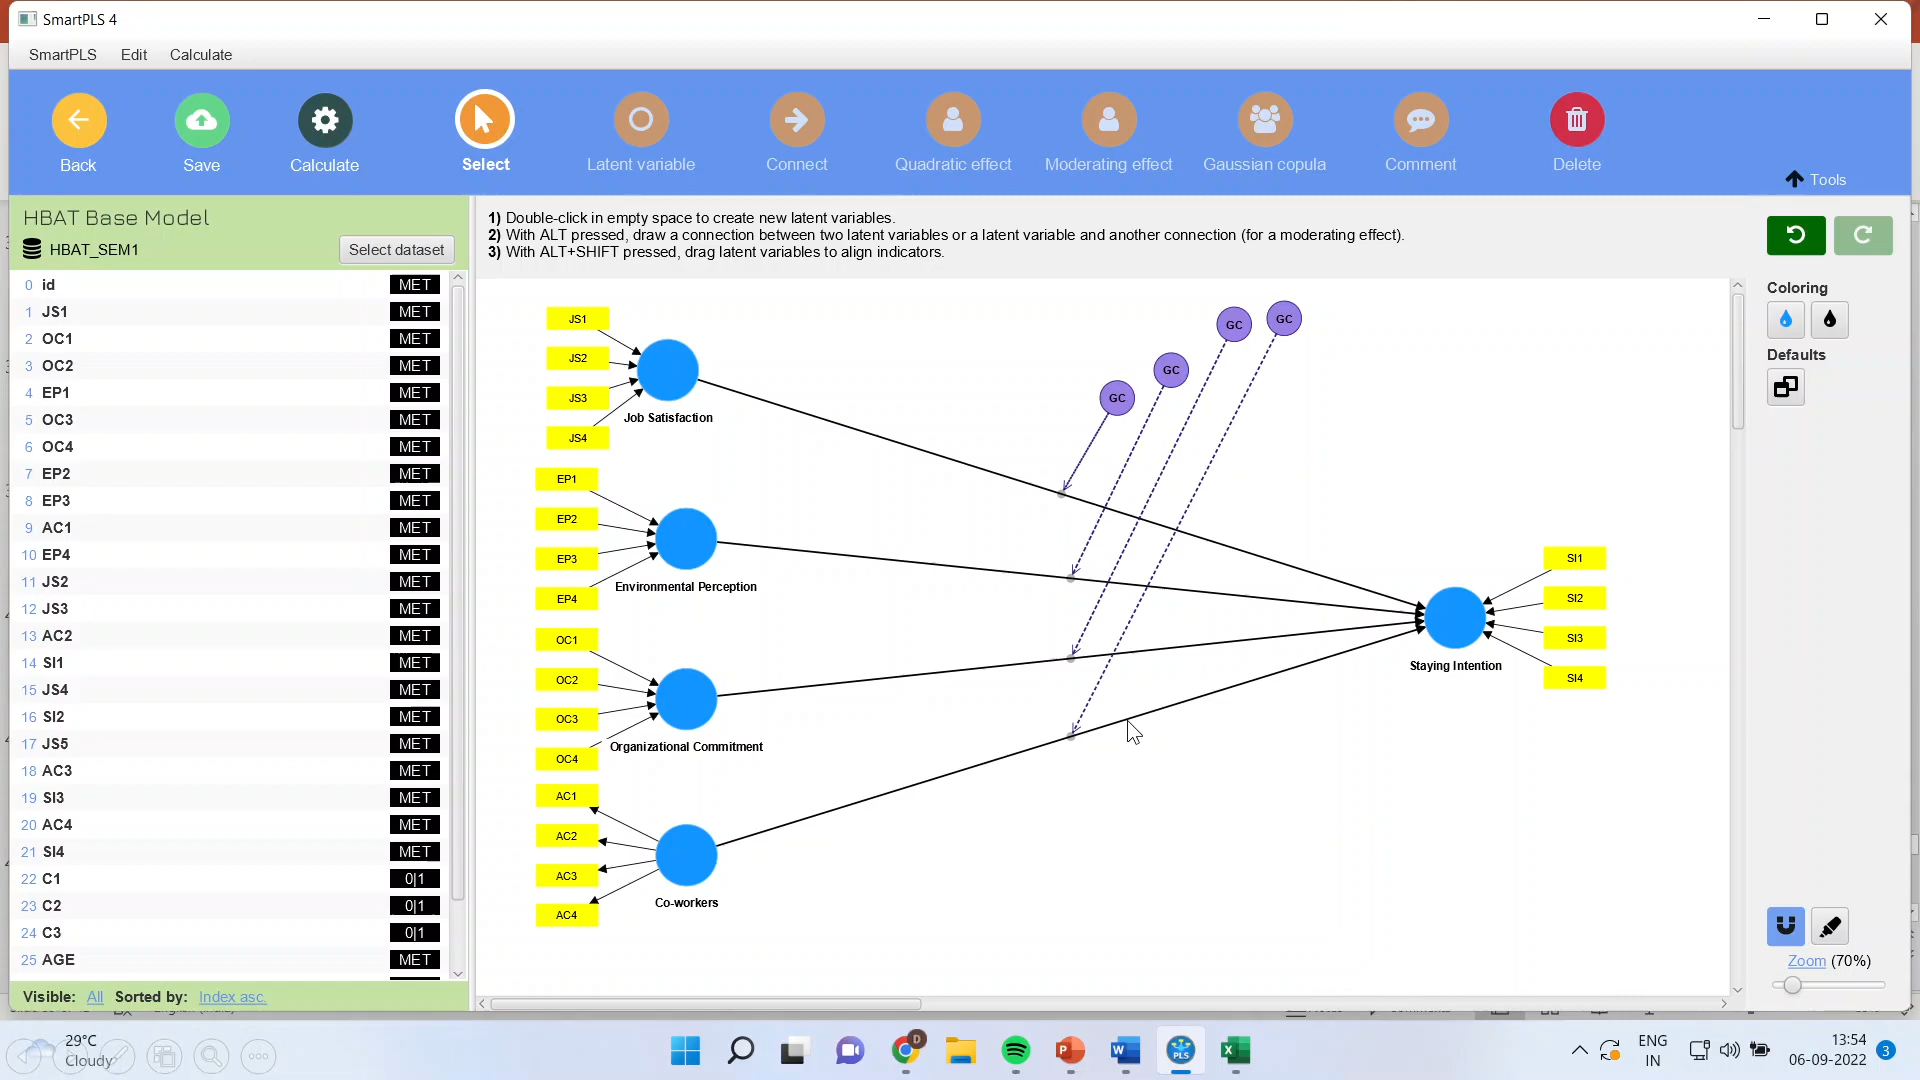 SmartPLS 4
SmartPLS Edit Calculate
Back Save Calculate Select Latent variable Connect Quadratic effect Moderating effect Gaussian copula Comment Delete
Tools
HBAT Base Model
HBAT_SEM1 Select dataset
1) Double-click in empty space to create new latent variables.
2) With ALT pressed, draw a connection between two latent variables or a latent variable and another connection (for a moderating effect).
3) With ALT+SHIFT pressed, drag latent variables to align indicators.
0 id MET
1 JS1 MET
2 OC1 MET
3 OC2 MET
4 EP1 MET
5 OC3 MET
6 OC4 MET
7 EP2 MET
8 EP3 MET
9 AC1 MET
10 EP4 MET
11 JS2 MET
12 JS3 MET
13 AC2 MET
14 SI1 MET
15 JS4 MET
16 SI2 MET
17 JS5 MET
18 AC3 MET
19 SI3 MET
20 AC4 MET
21 SI4 MET
22 C1 0|1
23 C2 0|1
24 C3 0|1
25 AGE MET
Visible: All Sorted by: Index asc.
JS1
JS2
JS3
JS4
Job Satisfaction
EP1
EP2
EP3
EP4
Environmental Perception
OC1
OC2
OC3
OC4
Organizational Commitment
AC1
AC2
AC3
AC4
Co-workers
GC
GC
GC
GC
SI1
SI2
SI3
SI4
Staying Intention
Coloring
Defaults
Zoom (70%)
29°C
Cloudy
D
P
W
PLS
X
ENG
IN
13:54
06-09-2022
3